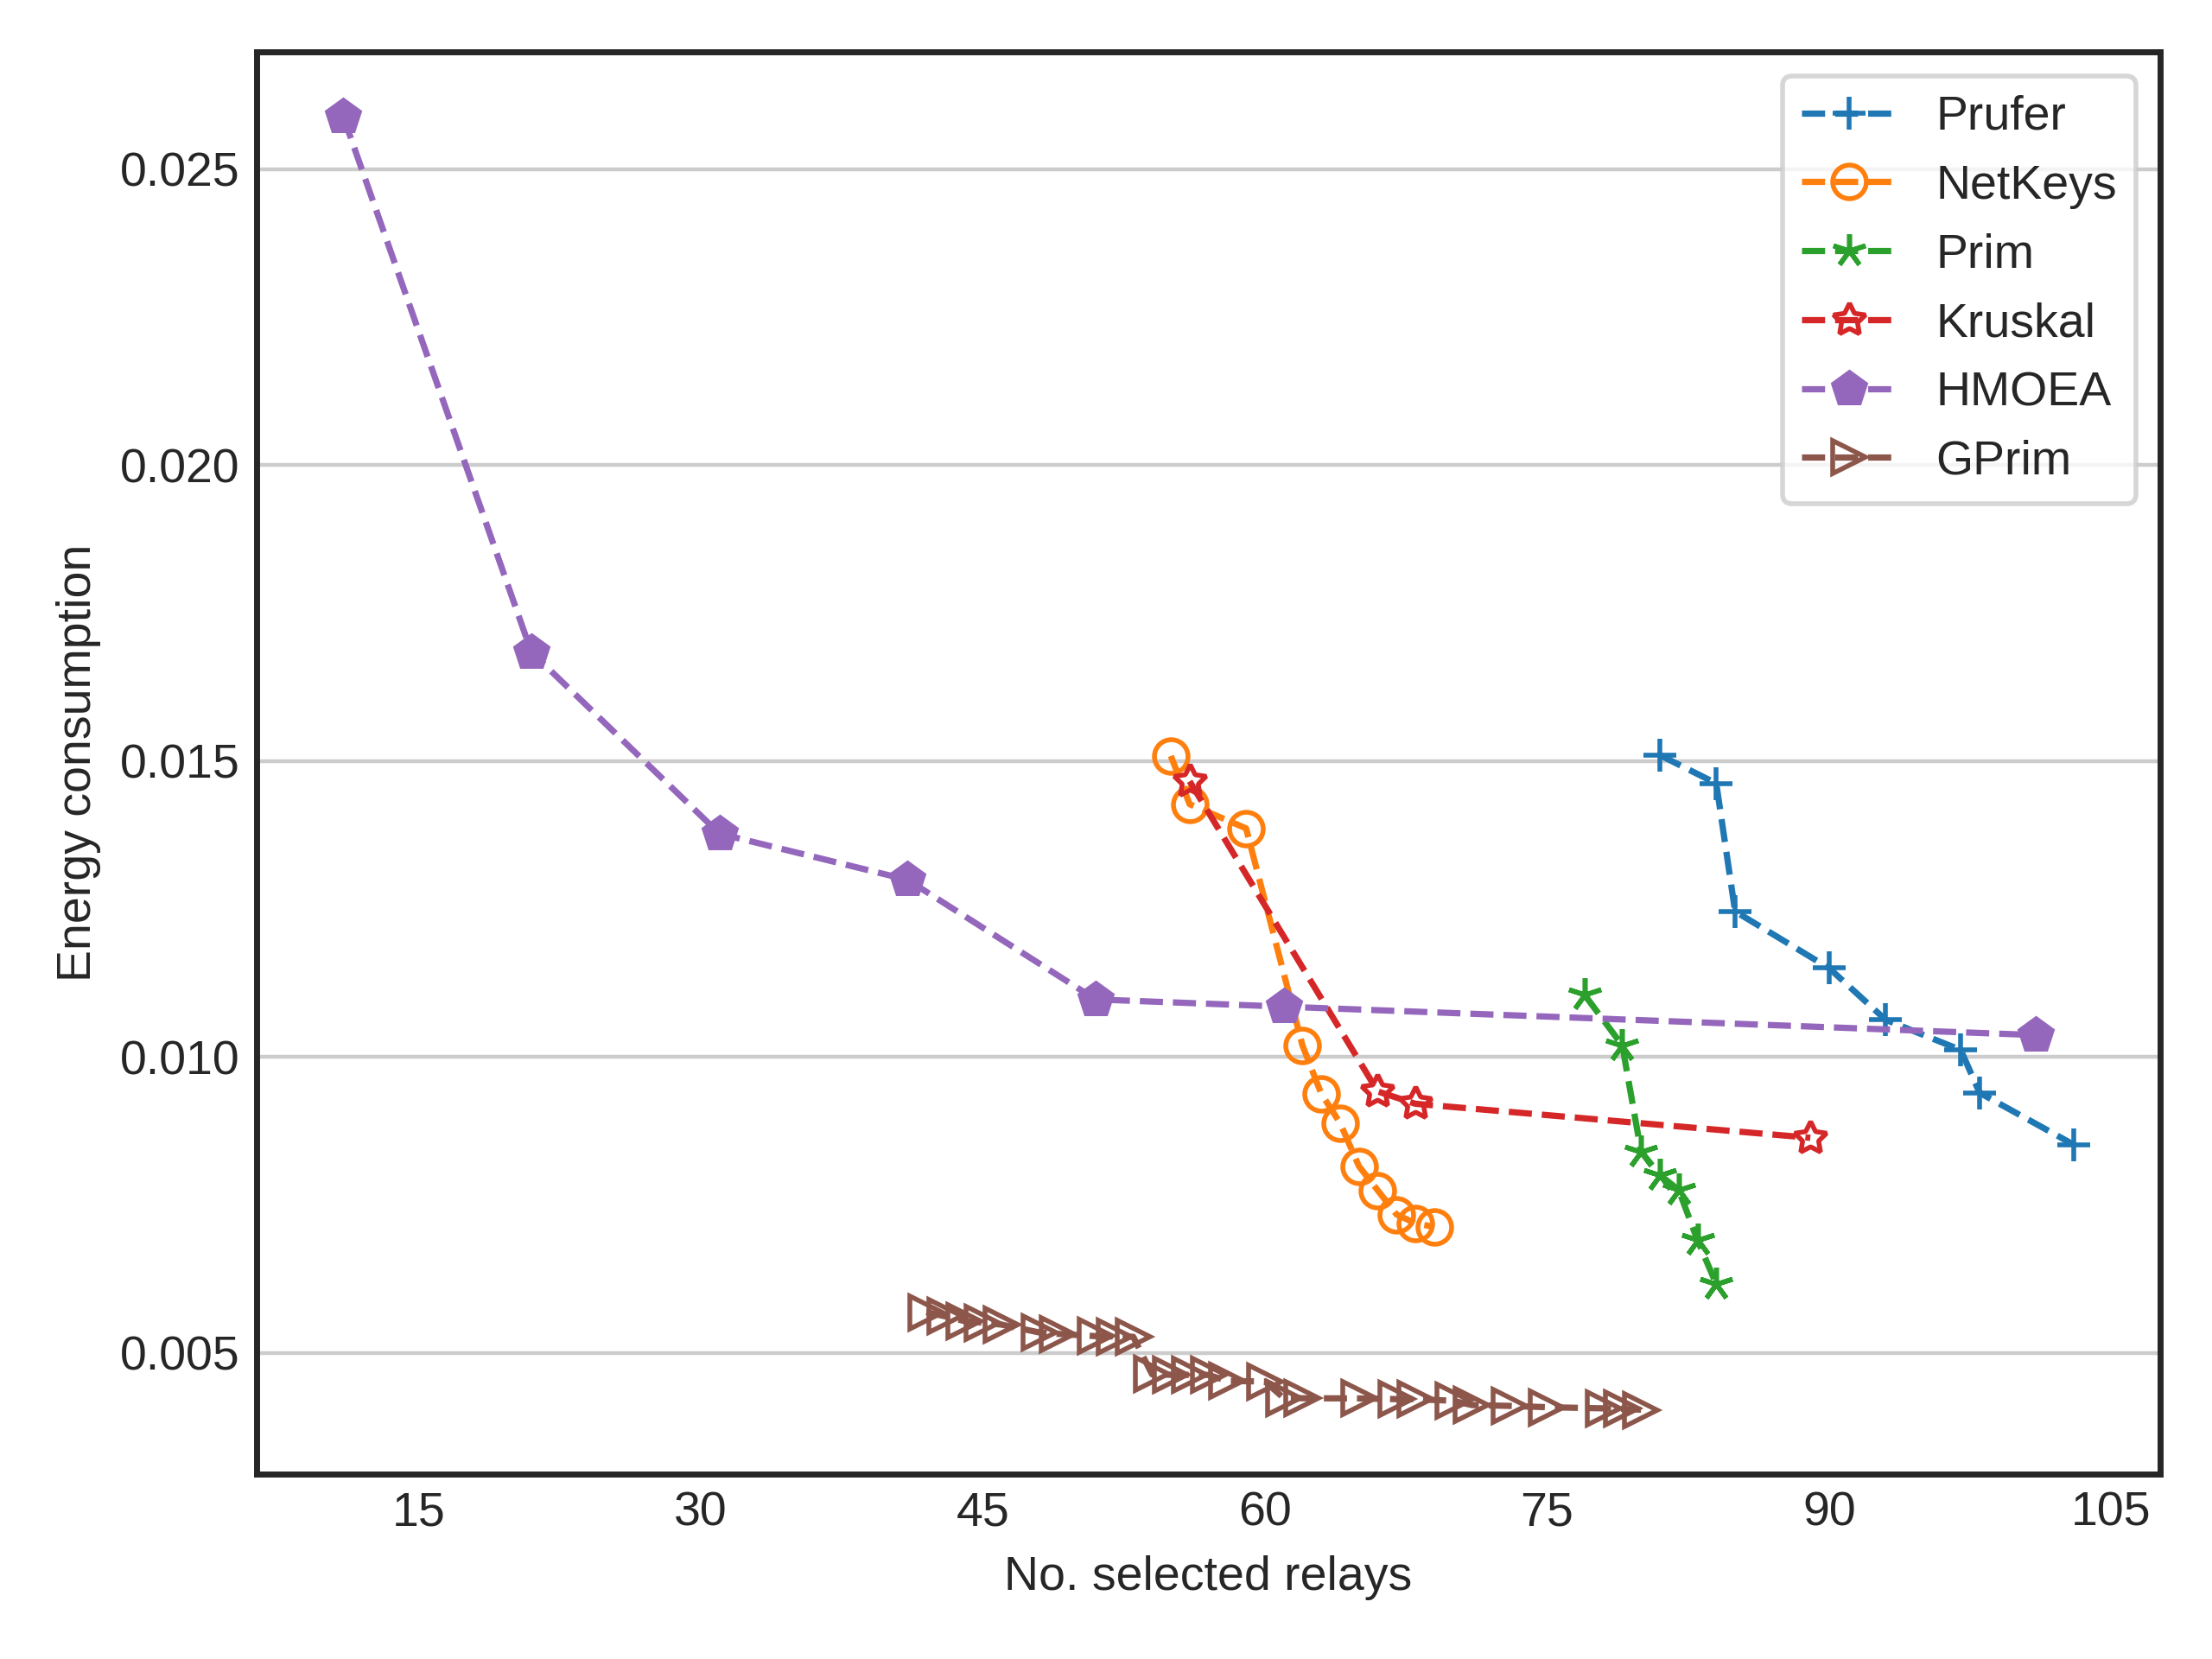 Prufer
NetKeys
Prim
Kruskal
HMOEA
GPrim
0.025
0.020
0.015
0.010
0.005
Energy consumption
15 30 45 60 75 90 105
No. selected relays